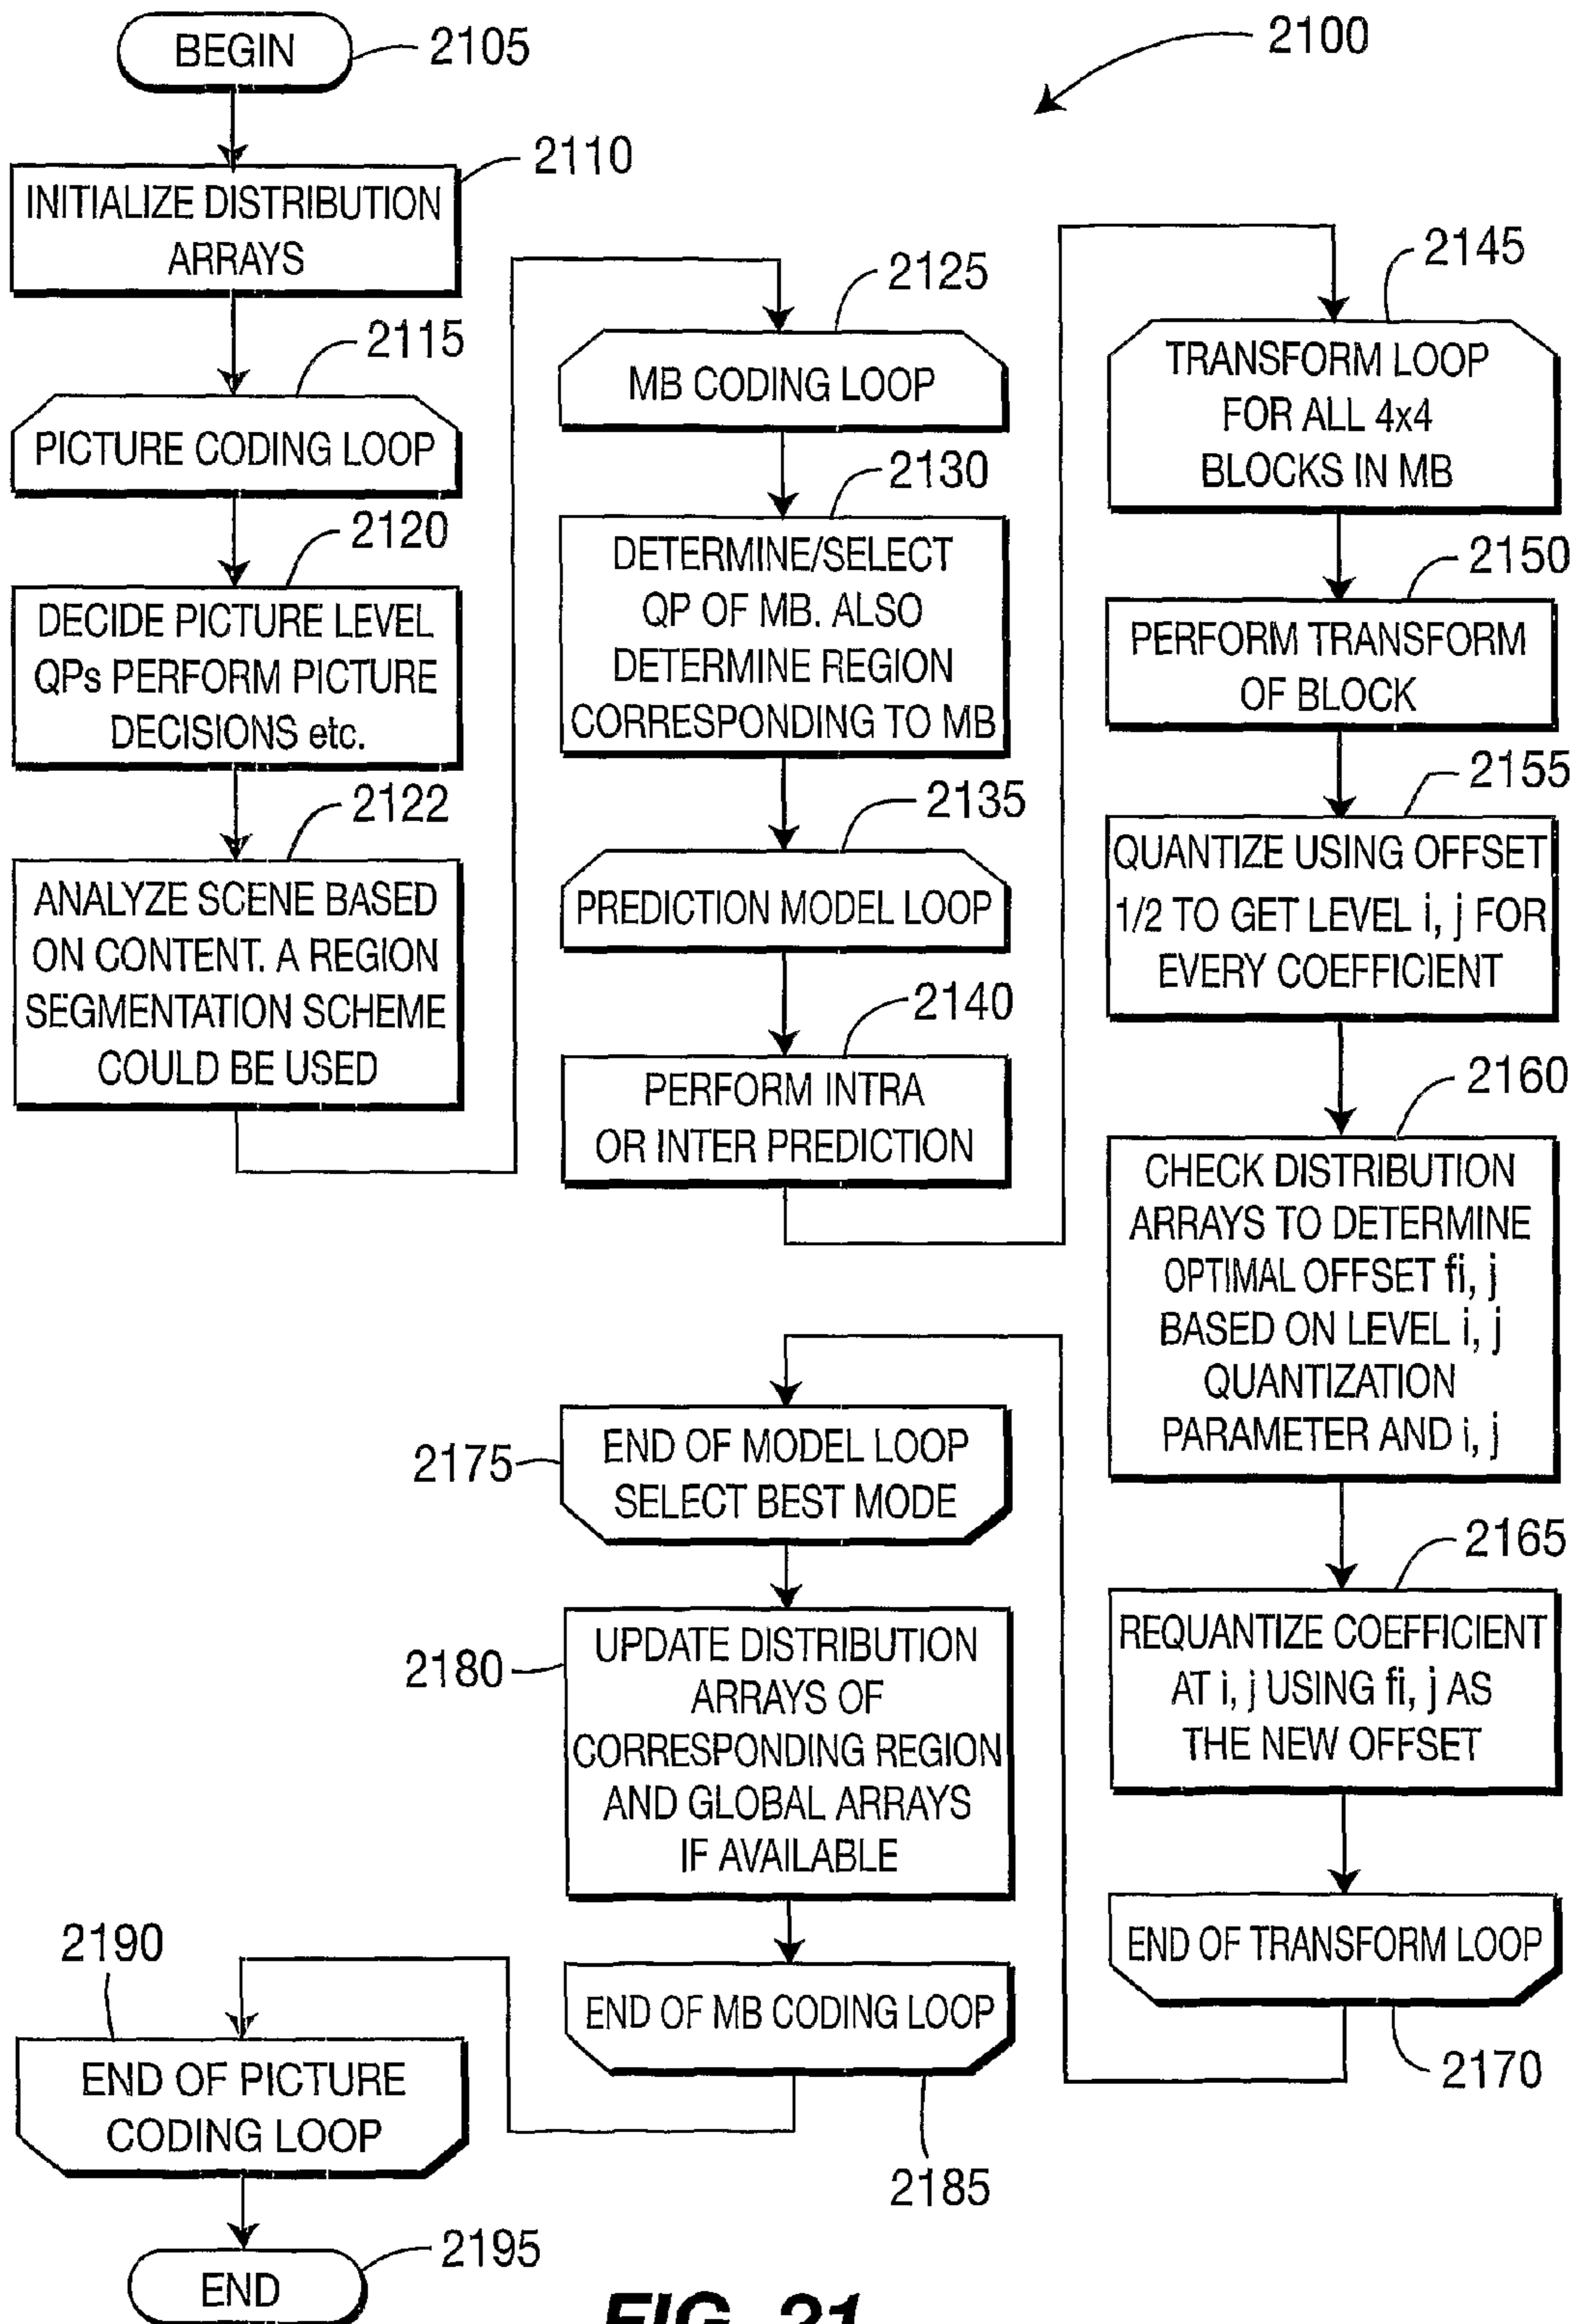 BEGIN
2105
2100
2110
INITIALIZE DISTRIBUTION
ARRAYS
2115
PICTURE CODING LOOP
2120
DECIDE PICTURE LEVEL
QPs PERFORM PICTURE
DECISIONS etc.
2122
ANALYZE SCENE BASED
ON CONTENT. A REGION
SEGMENTATION SCHEME
COULD BE USED
2125
MB CODING LOOP
2130
DETERMINE/SELECT
QP OF MB. ALSO
DETERMINE REGION
CORRESPONDING TO MB
2135
PREDICTION MODEL LOOP
2140
PERFORM INTRA
OR INTER PREDICTION
2145
TRANSFORM LOOP
FOR ALL 4x4
BLOCKS IN MB
2150
PERFORM TRANSFORM
OF BLOCK
2155
QUANTIZE USING OFFSET
1/2 TO GET LEVEL i, j FOR
EVERY COEFFICIENT
2160
CHECK DISTRIBUTION
ARRAYS TO DETERMINE
OPTIMAL OFFSET fi, j
BASED ON LEVEL i, j
QUANTIZATION
PARAMETER AND i, j
2165
REQUANTIZE COEFFICIENT
AT i, j USING fi, j AS
THE NEW OFFSET
END OF TRANSFORM LOOP
2170
2175
END OF MODEL LOOP
SELECT BEST MODE
2180
UPDATE DISTRIBUTION
ARRAYS OF
CORRESPONDING REGION
AND GLOBAL ARRAYS
IF AVAILABLE
END OF MB CODING LOOP
2185
2190
END OF PICTURE
CODING LOOP
2195
END
FIG. 21